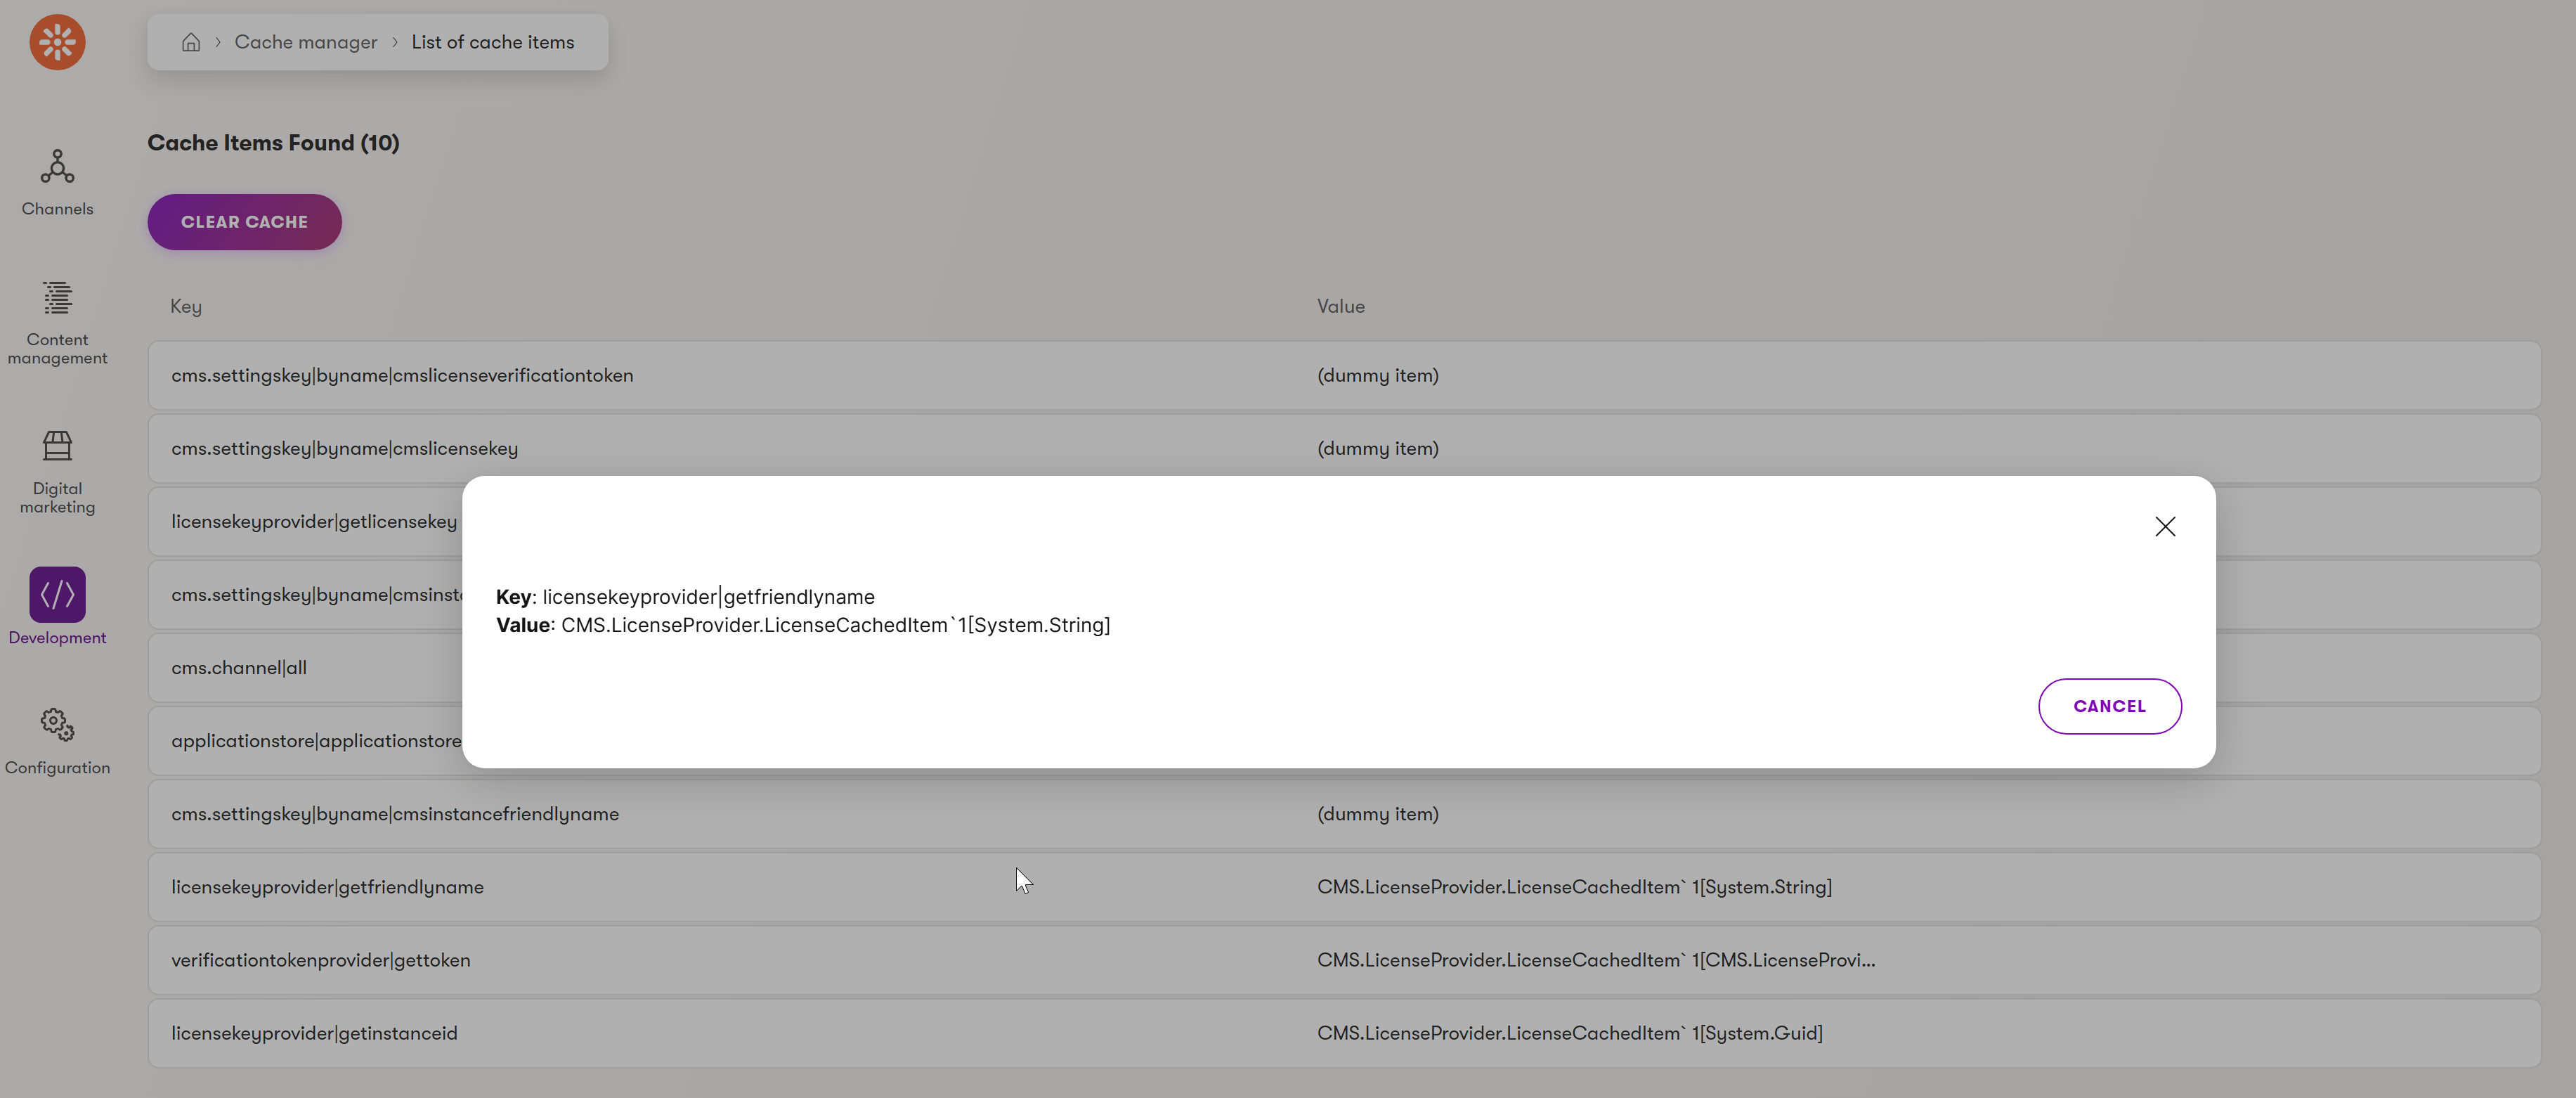 Cache manager
List of cache items
Cache Items Found (10)
CLEAR CACHE
Channels
Content
management
Digital
marketing
Development
Configuration
Key Value
cms.settingskey|byname|cmslicenseverificationtoken (dummy item)
cms.settingskey|byname|cmslicensekey (dummy item)
licensekeyprovider|getlicensekey
cms.settingskey|byname|cmsinst
cms.channel|all
applicationstore|applicationstore
Key: licensekeyprovider|getfriendlyname
Value: CMS.LicenseProvider.LicenseCachedItem`1[System.String]
CANCEL
cms.settingskey|byname|cmsinstancefriendlyname (dummy item)
licensekeyprovider|getfriendlyname CMS.LicenseProvider.LicenseCachedItem`1[System.String]
verificationtokenprovider|gettoken CMS.LicenseProvider.LicenseCachedItem`1[CMS.LicenseProvi...
licensekeyprovider|getinstanceid CMS.LicenseProvider.LicenseCachedItem`1[System.Guid]